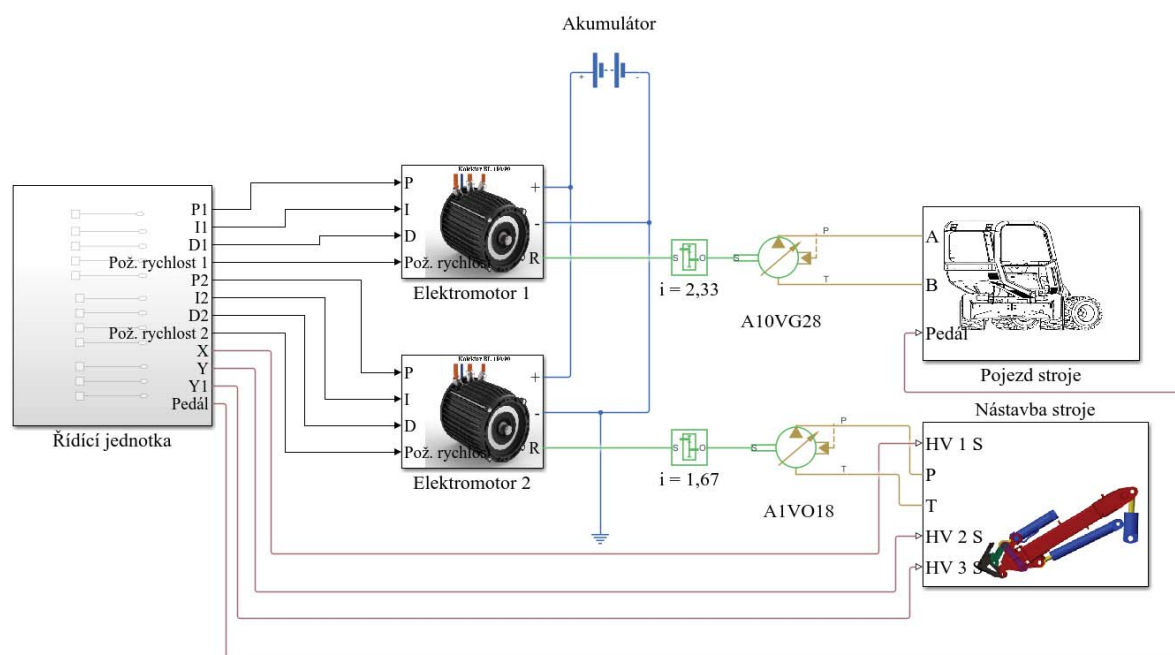 Akumulátor
+
-
P1
I1
D1
Pož. rychlost 1
P2
I2
D2
Pož. rychlost 2
X
Y
Y1
Pedál
Řídící jednotka
P
I
D
Pož. rychlost
+
-
R
Elektromotor 1
S
O
i = 2,33
S
P
T
A10VG28
A
B
Pedál
Pojezd stroje
P
I
D
Pož. rychlost
+
-
R
Elektromotor 2
S
O
i = 1,67
S
P
T
A1VO18
Nástavba stroje
HV 1 S
P
T
HV 2 S
HV 3 S